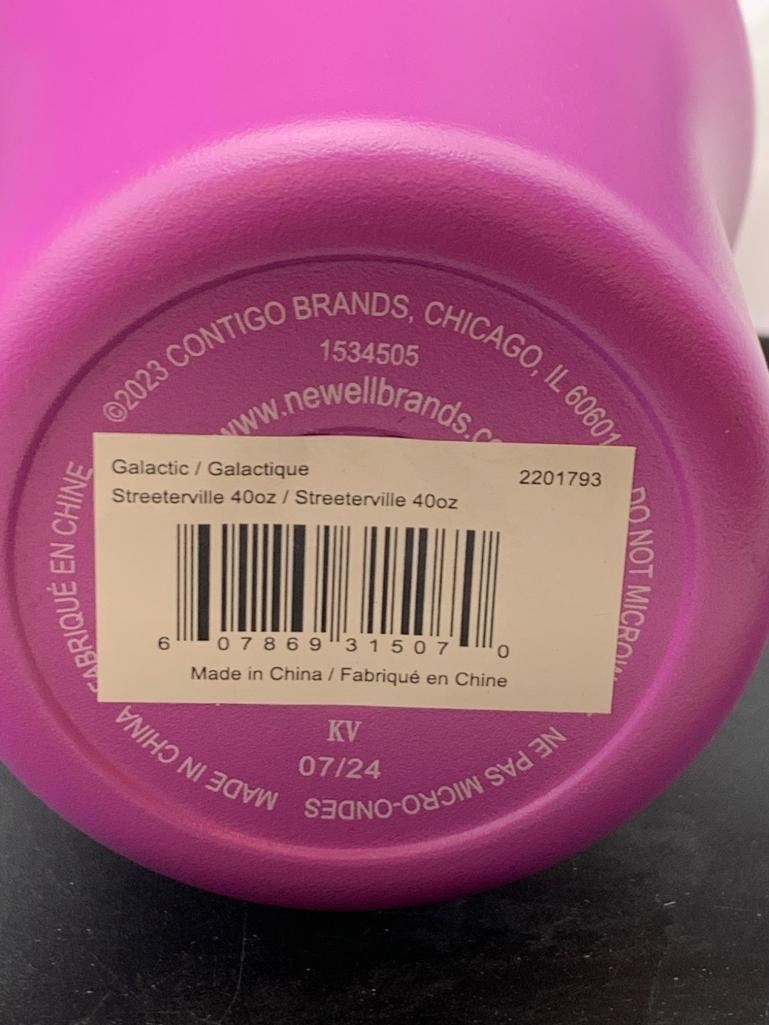 ©2023 CONTIGO BRANDS, CHICAGO, IL 60601
1534505
www.newellbrands.c
Galactic / Galactique
2201793
Streeterville 40oz / Streeterville 40oz
6 07869 31507 0
Made in China / Fabriqué en Chine
DO NOT
NE PAS MICRO-ONDES
MADE IN CHINA
FABRIQUÉ EN CHINE
KV
07/24